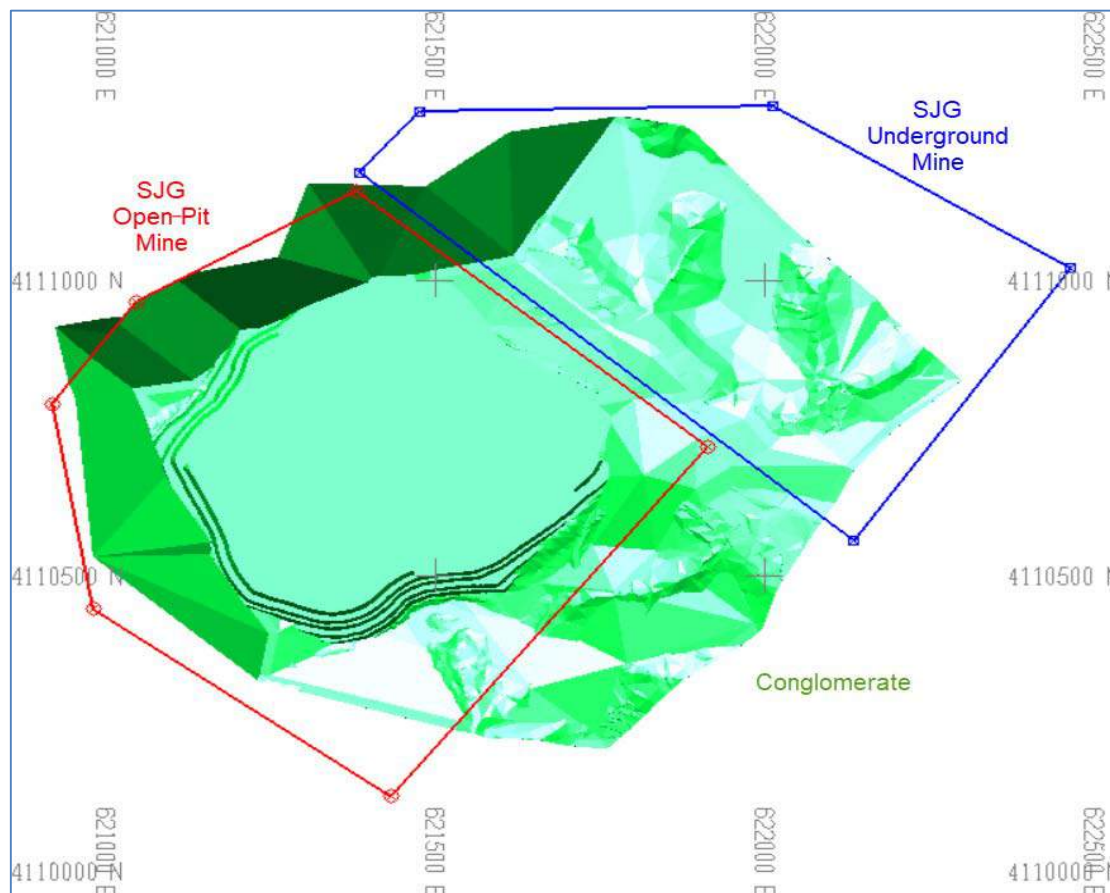 621000 E
621500 E
622000 E
622500 E
SJG
Underground
Mine
SJG
Open-Pit
Mine
4111000 N
4111000 N
4110500 N
4110500 N
Conglomerate
621000 E
621500 E
622000 E
622500 E
4110000 N
4110000 N